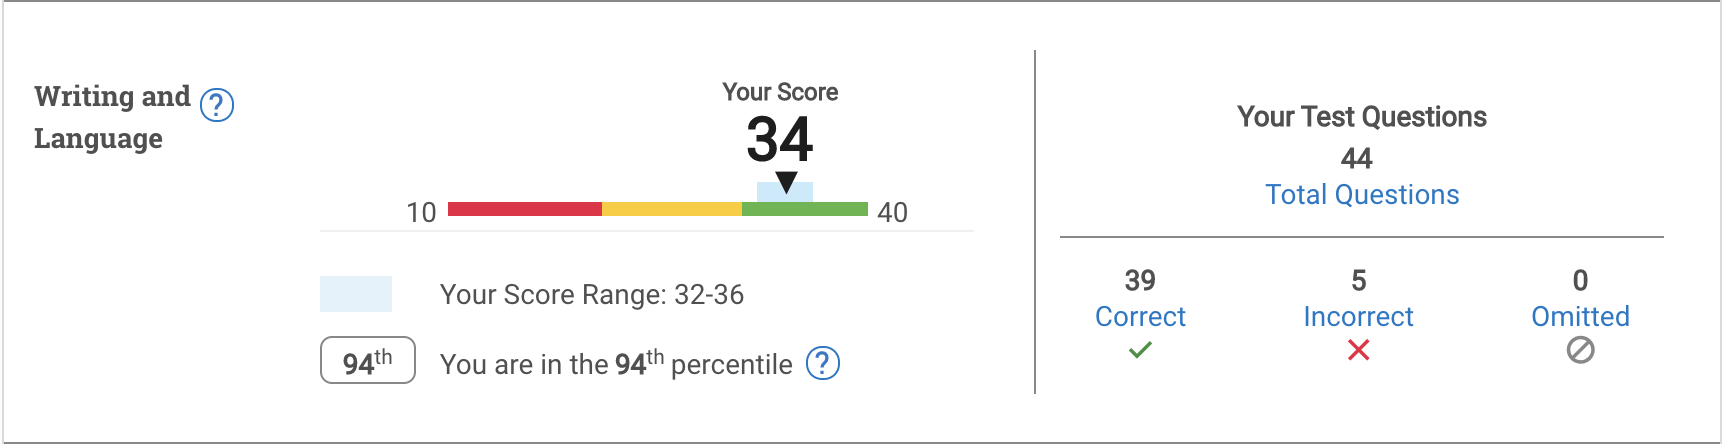 Writing and ?
Language
Your Score
34
10 40
Your Score Range: 32-36
94th You are in the 94th percentile ?
Your Test Questions
44
Total Questions
39 5 0
Correct Incorrect Omitted